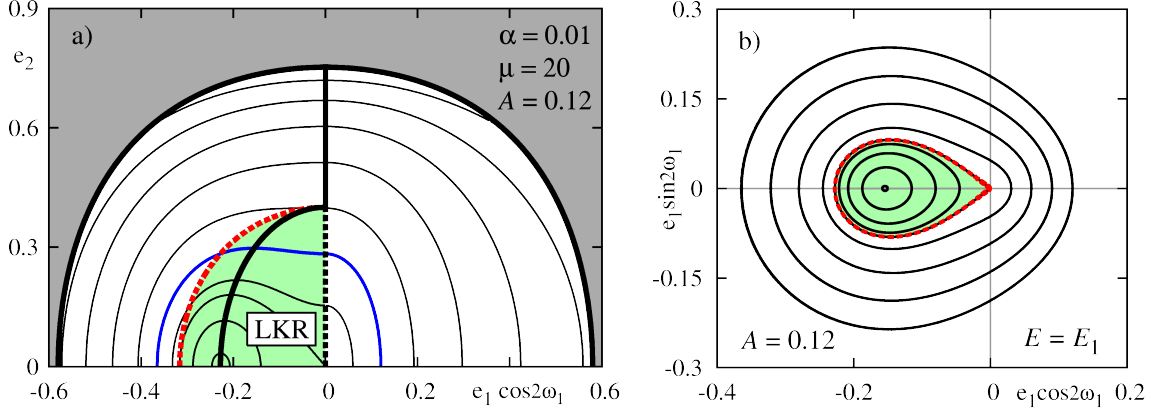 a)
α = 0.01
μ = 20
A = 0.12
e₂
0.9
0.6
0.3
0
LKR
-0.6
-0.4
-0.2
0
0.2
0.4
0.6
e₁ cos2ω₁
b)
0.3
0.15
0
-0.15
-0.3
e₁sin2ω₁
A = 0.12
E = E₁
-0.4
-0.2
0
0.2
e₁cos2ω₁